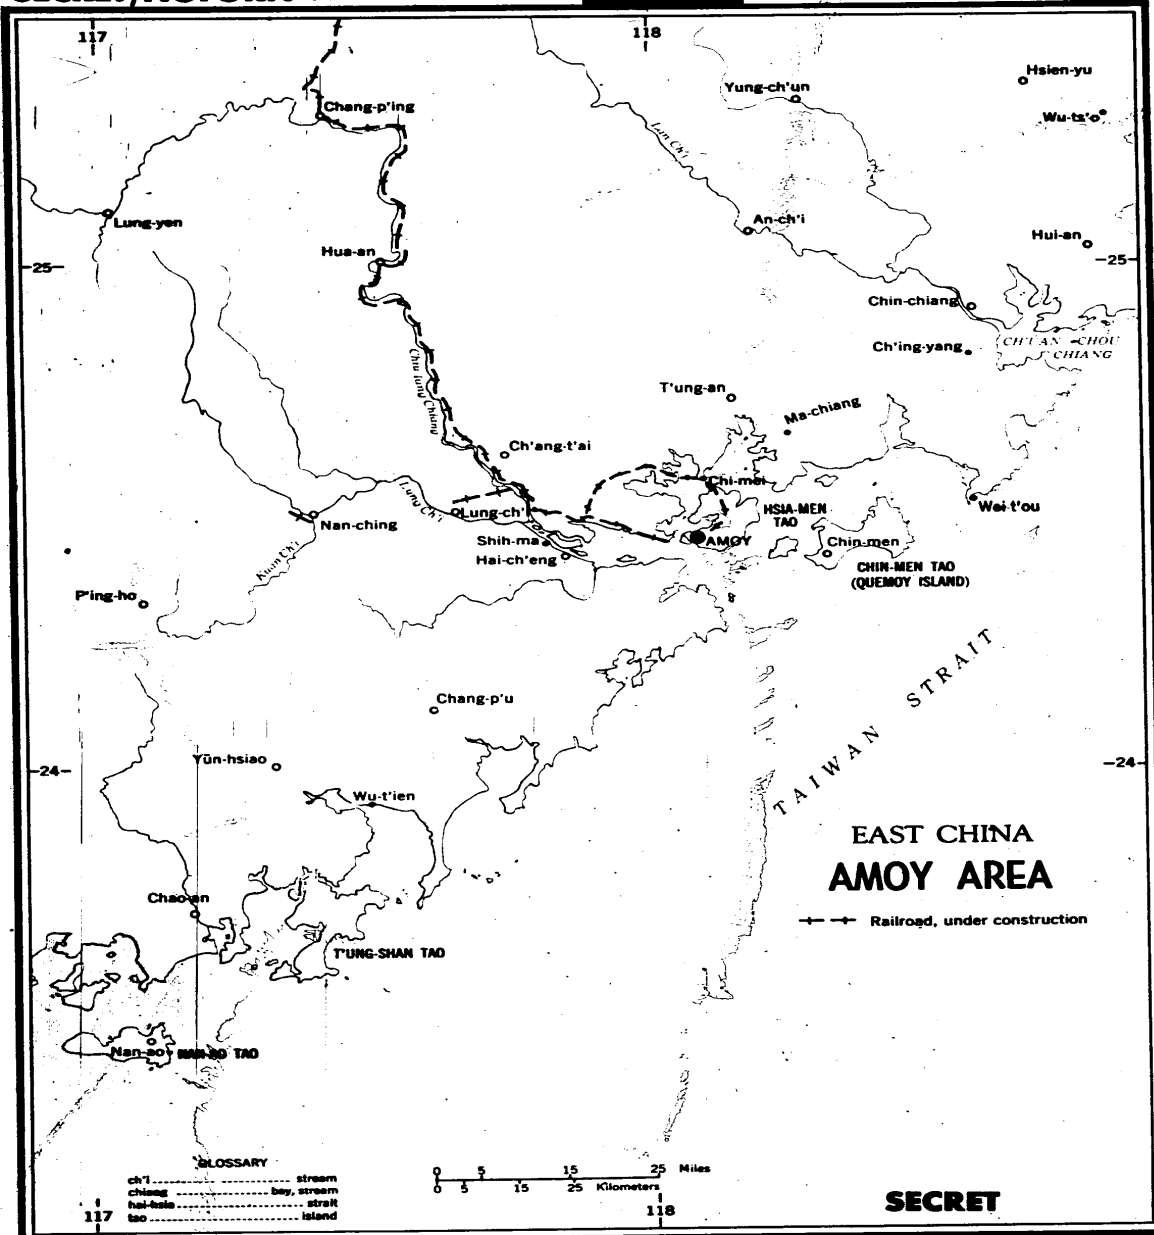 117
118
Hsien-yu
Yung-ch'un
Chang-p'ing
Wu-ts'o
Lan Ch'i
Lung-yen
An-ch'i
Hui-an
Hua-an
25
25
Chin-chiang
CH'UAN-CHOU
CHIANG
Ch'ing-yang
Chiu lung Chiang
T'ung-an
Ma-chiang
Ch'ang-t'ai
Chi-mei
Lung Ch'i
Lung-ch'i
HSIA-MEN
TAO
Wei-t'ou
Nan-ching
Shih-ma
AMOY
Chin-men
Hai-ch'eng
CHIN-MEN TAO
(QUEMOY ISLAND)
Kuan Ch'i
P'ing-ho
TAIWAN STRAIT
Chang-p'u
Yün-hsiao
24
24
Wu-t'ien
EAST CHINA
AMOY AREA
Railroad, under construction
Chao-an
T'UNG-SHAN TAO
Nan-ao
NAN-AO TAO
GLOSSARY
ch'i stream
chiang bay, stream
hai-hsia strait
tao island
0 5 15 25 Miles
0 5 15 25 Kilometers
SECRET
117
118